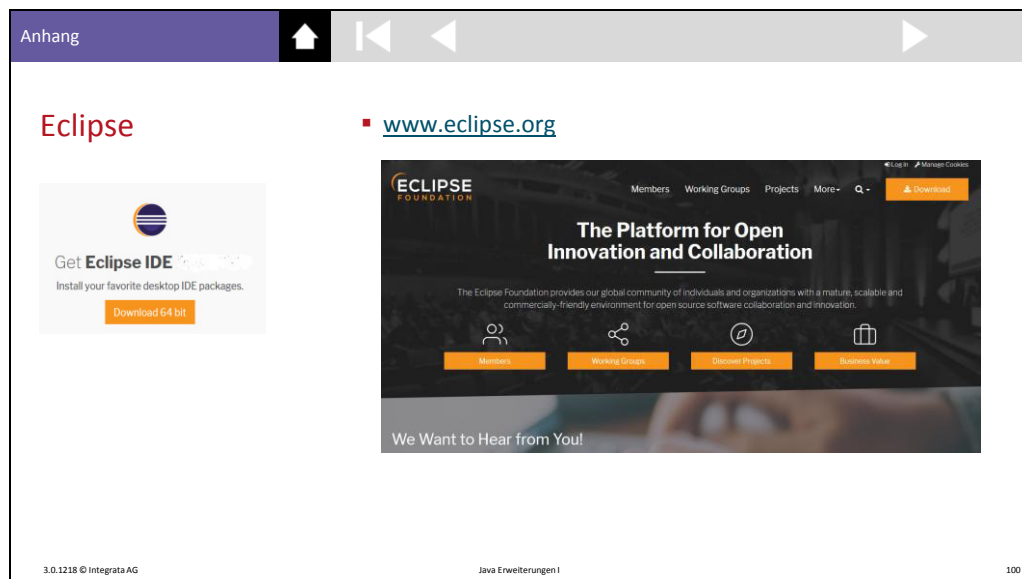 Anhang
Eclipse
Get Eclipse IDE
Install your favorite desktop IDE packages.
Download 64 bit
▪ www.eclipse.org
Log in Manage Cookies
ECLIPSE
FOUNDATION
Members Working Groups Projects More Download
The Platform for Open
Innovation and Collaboration
The Eclipse Foundation provides our global community of individuals and organizations with a mature, scalable and
commercially-friendly environment for open source software collaboration and innovation.
Members Working Groups Discover Projects Business Value
We Want to Hear from You!
3.0.1218 © Integrata AG Java Erweiterungen I 100